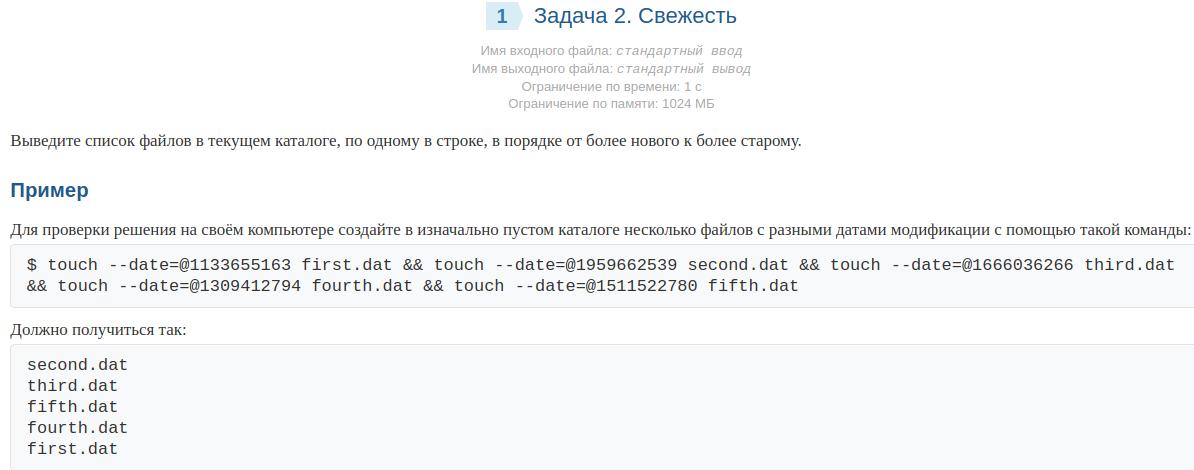 1 Задача 2. Свежесть
Имя входного файла: стандартный ввод
Имя выходного файла: стандартный вывод
Ограничение по времени: 1 с
Ограничение по памяти: 1024 МБ
Выведите список файлов в текущем каталоге, по одному в строке, в порядке от более нового к более старому.
Пример
Для проверки решения на своём компьютере создайте в изначально пустом каталоге несколько файлов с разными датами модификации с помощью такой команды:
$ touch --date=@1133655163 first.dat && touch --date=@1959662539 second.dat && touch --date=@1666036266 third.dat
&& touch --date=@1309412794 fourth.dat && touch --date=@1511522780 fifth.dat
Должно получиться так:
second.dat
third.dat
fifth.dat
fourth.dat
first.dat